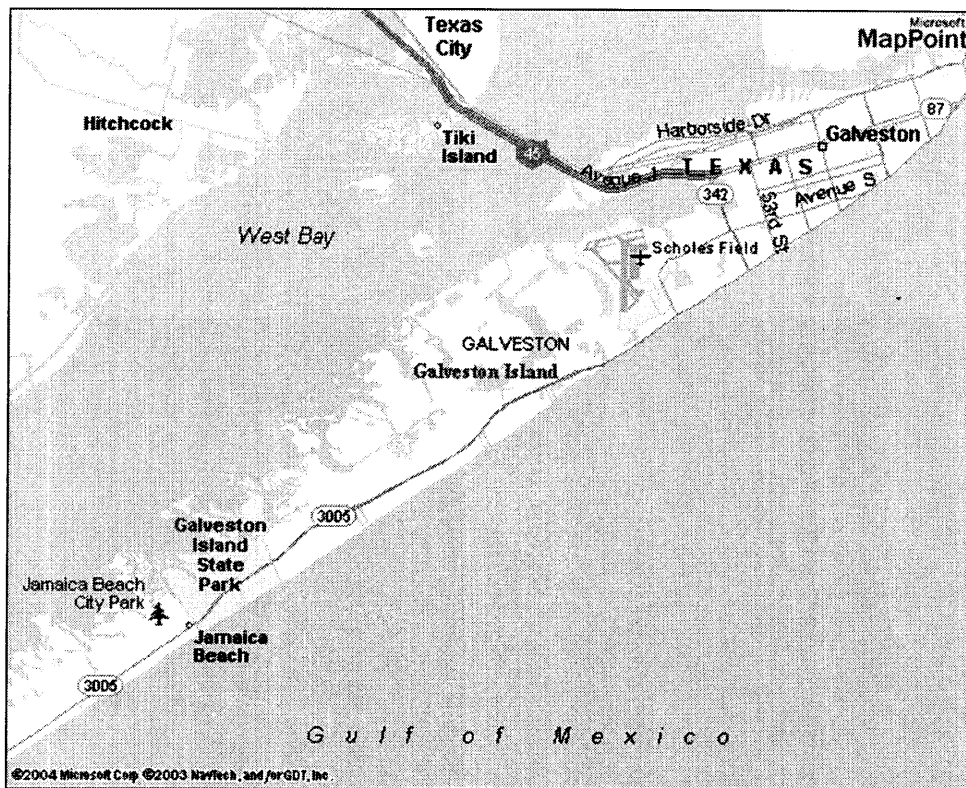 Microsoft
MapPoint
Texas
City
87
Hitchcock
Harborside Dr
Galveston
Tiki
Island
Avenue J
TEXAS
342
Avenue S
53rd St
West Bay
Scholes Field
GALVESTON
Galveston Island
3005
Galveston
Island
State
Park
Jamaica Beach
City Park
Jamaica
Beach
3005
Gulf of Mexico
©2004 Microsoft Corp ©2003 NavTech, and/or GDT, Inc.